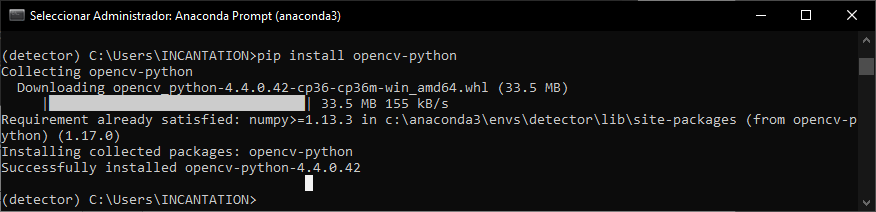 Seleccionar Administrador: Anaconda Prompt (anaconda3)
(detector) C:\Users\INCANTATION>pip install opencv-python
Collecting opencv-python
  Downloading opencv_python-4.4.0.42-cp36-cp36m-win_amd64.whl (33.5 MB)
     |████████████████████████████████| 33.5 MB 155 kB/s
Requirement already satisfied: numpy>=1.13.3 in c:\anaconda3\envs\detector\lib\site-packages (from opencv-p
ython) (1.17.0)
Installing collected packages: opencv-python
Successfully installed opencv-python-4.4.0.42
(detector) C:\Users\INCANTATION>